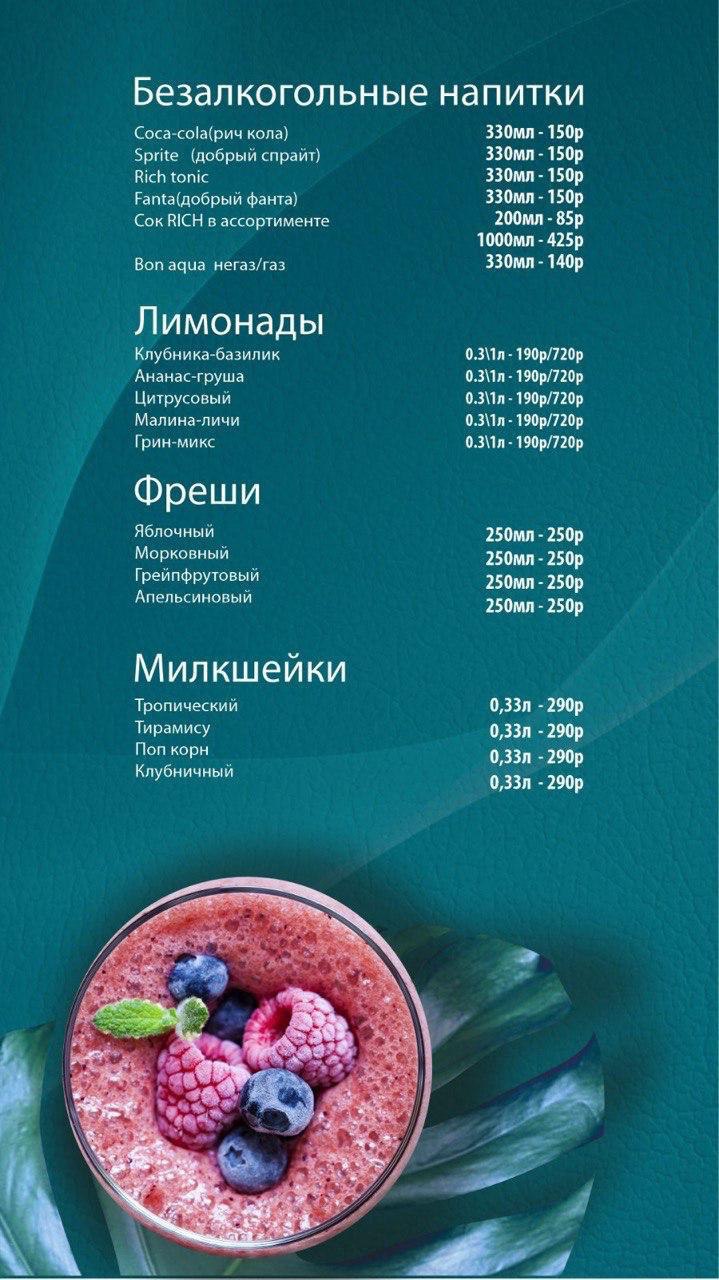 Безалкогольные напитки
Coca-cola(рич кола) 330мл - 150р
Sprite (добрый спрайт) 330мл - 150р
Rich tonic 330мл - 150р
Fanta(добрый фанта) 330мл - 150р
Сок RICH в ассортименте 200мл - 85р
1000мл - 425р
Bon aqua негаз/газ 330мл - 140р
Лимонады
Клубника-базилик 0.3\1л - 190р/720р
Ананас-груша 0.3\1л - 190р/720р
Цитрусовый 0.3\1л - 190р/720р
Малина-личи 0.3\1л - 190р/720р
Грин-микс 0.3\1л - 190р/720р
Фреши
Яблочный 250мл - 250р
Морковный 250мл - 250р
Грейпфрутовый 250мл - 250р
Апельсиновый 250мл - 250р
Милкшейки
Тропический 0,33л - 290р
Тирамису 0,33л - 290р
Поп корн 0,33л - 290р
Клубничный 0,33л - 290р